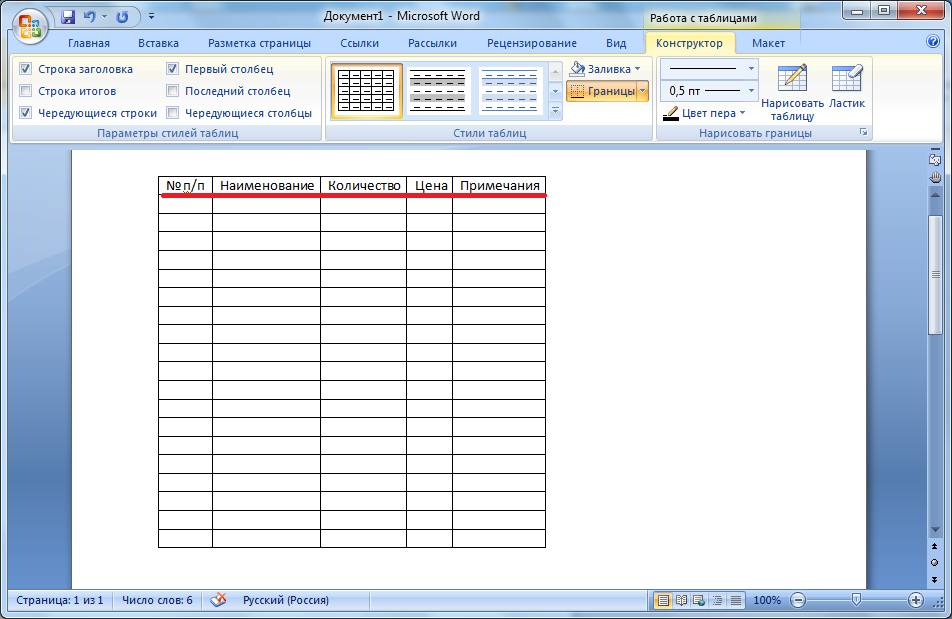 Документ1 - Microsoft Word
Работа с таблицами
Главная Вставка Разметка страницы Ссылки Рассылки Рецензирование Вид Конструктор Макет
Строка заголовка Первый столбец
Строка итогов Последний столбец
Чередующиеся строки Чередующиеся столбцы
Параметры стилей таблиц
Стили таблиц
Заливка
Границы
0,5 пт
Цвет пера
Нарисовать
таблицу
Ластик
Нарисовать границы
№п/п Наименование Количество Цена Примечания
Страница: 1 из 1 Число слов: 6 Русский (Россия) 100%